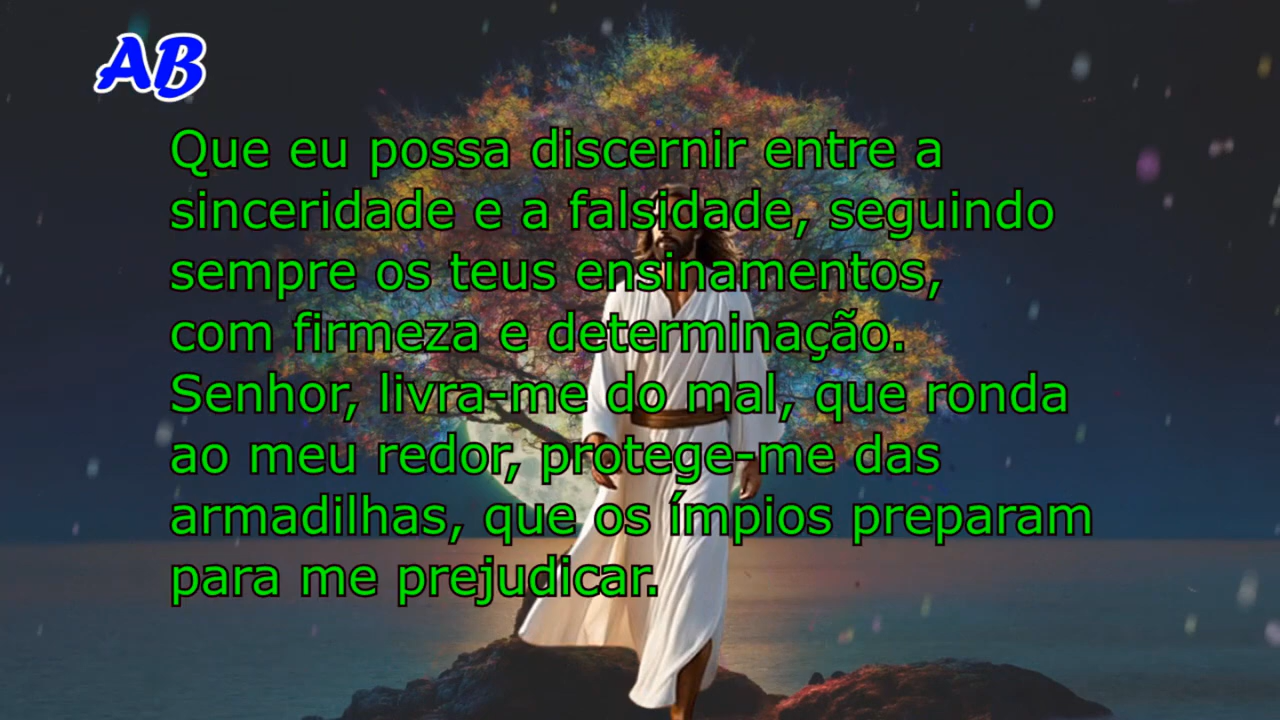 AB
Que eu possa discernir entre a
sinceridade e a falsidade, seguindo
sempre os teus ensinamentos,
com firmeza e determinação.
Senhor, livra-me do mal, que ronda
ao meu redor, protege-me das
armadilhas, que os ímpios preparam
para me prejudicar.